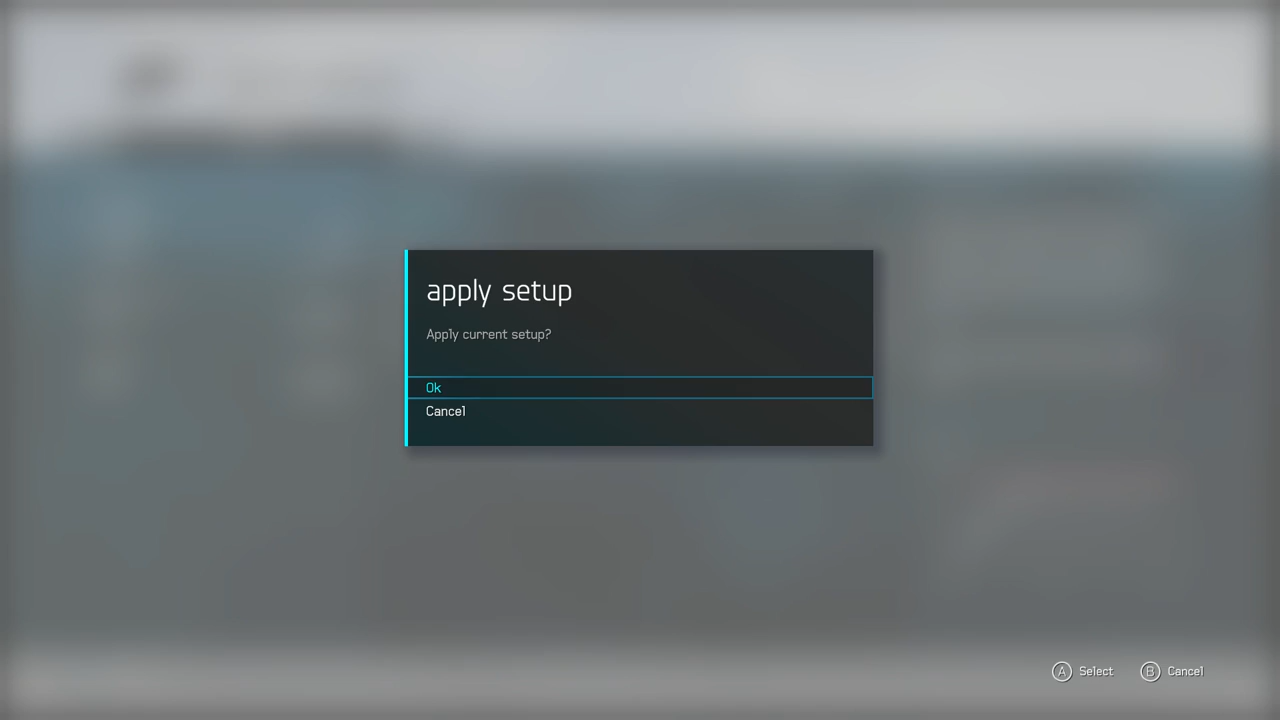 apply setup
Apply current setup?
Ok
Cancel
A Select B Cancel